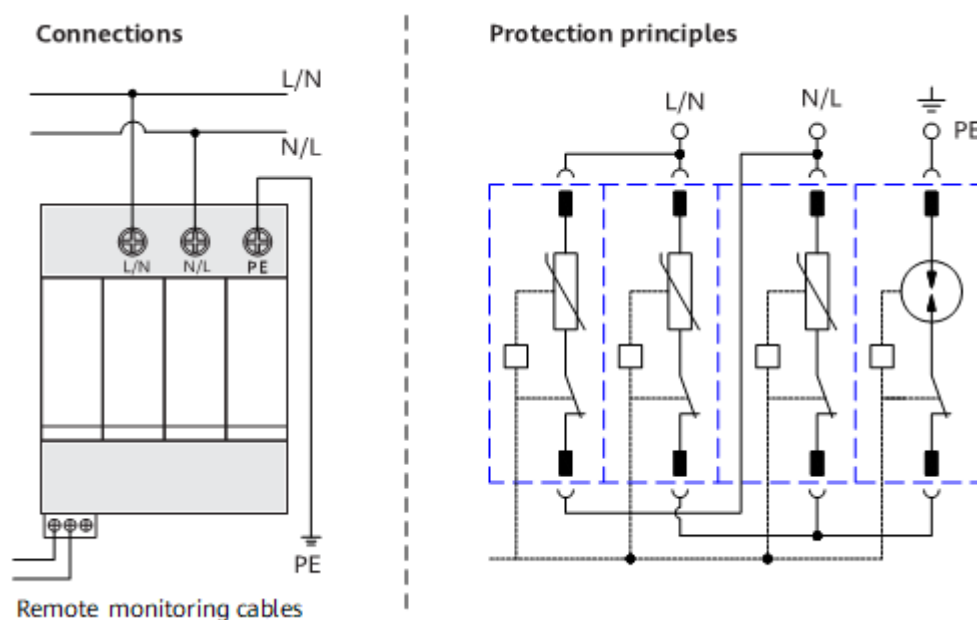 Connections
L/N
N/L
L/N N/L PE
PE
Remote monitoring cables
Protection principles
L/N N/L
PE